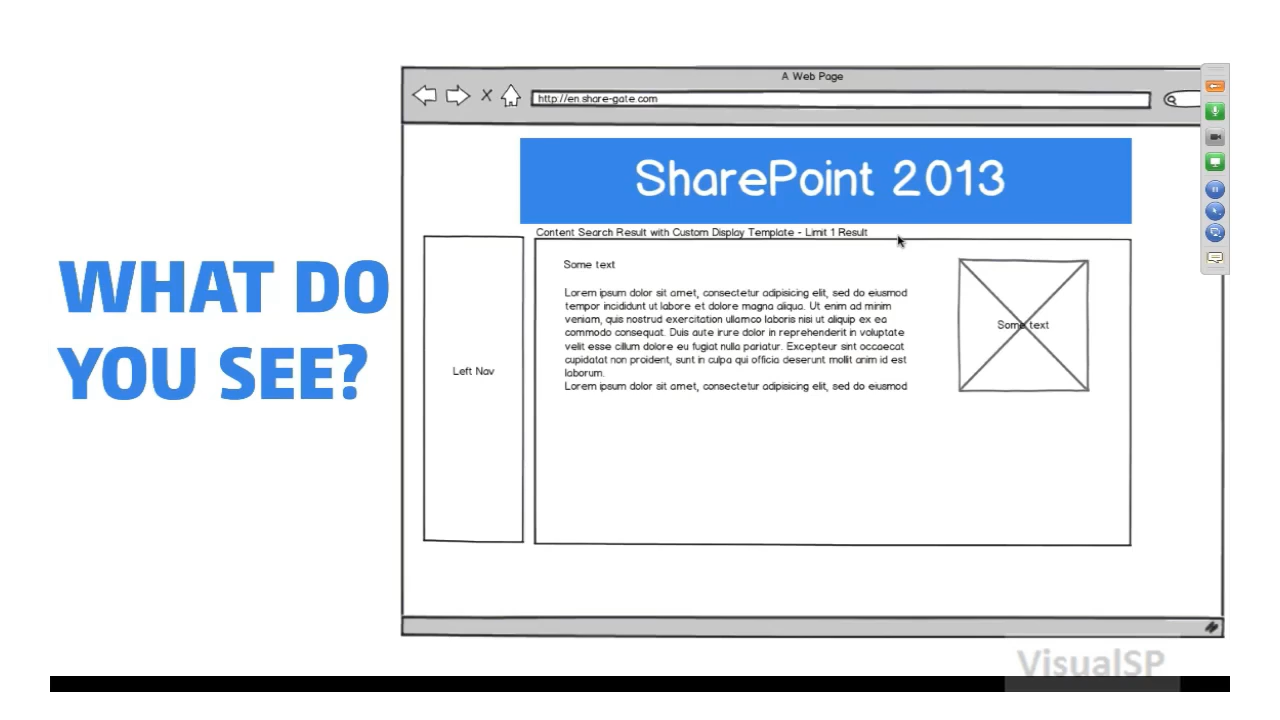 WHAT DO
YOU SEE?
A Web Page
http://en.share-gate.com
SharePoint 2013
Content Search Result with Custom Display Template - Limit 1 Result
Left Nav
Some text
Lorem ipsum dolor sit amet, consectetur adipisicing elit, sed do eiusmod
tempor incididunt ut labore et dolore magna aliqua. Ut enim ad minim
veniam, quis nostrud exercitation ullamco laboris nisi ut aliquip ex ea
commodo consequat. Duis aute irure dolor in reprehenderit in voluptate
velit esse cillum dolore eu fugiat nulla pariatur. Excepteur sint occaecat
cupidatat non proident, sunt in culpa qui officia deserunt mollit anim id est
laborum.
Lorem ipsum dolor sit amet, consectetur adipisicing elit, sed do eiusmod
Some text
VisualSP